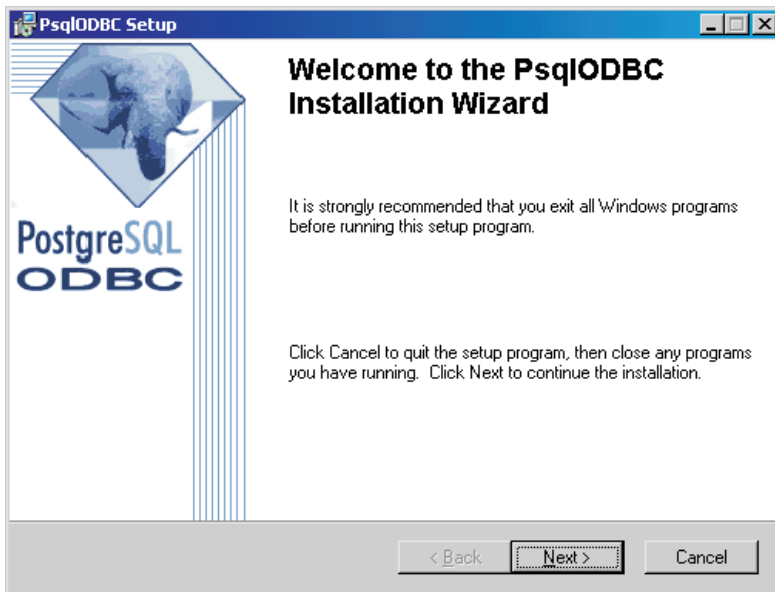 PsqlODBC Setup
Welcome to the PsqlODBC
Installation Wizard
It is strongly recommended that you exit all Windows programs
before running this setup program.
PostgreSQL
ODBC
Click Cancel to quit the setup program, then close any programs
you have running. Click Next to continue the installation.
< Back
Next >
Cancel